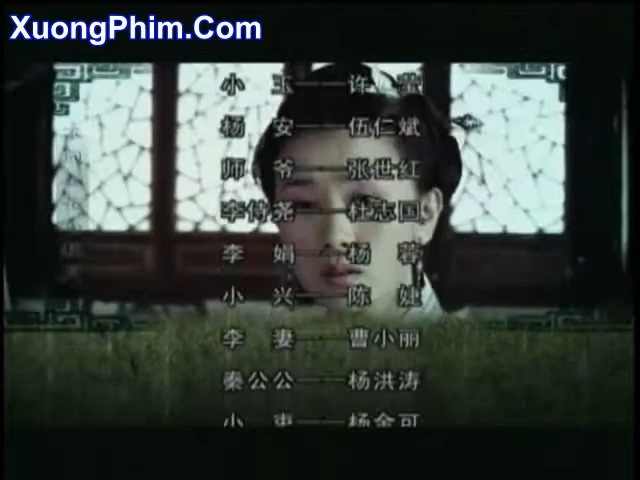 XuongPhim.Com
小 玉——许 莹
杨 安——伍仁斌
师 爷——张世红
李侍尧——杜志国
李 娟——杨 蓉
小 兴——陈 婕
李 妻——曹小丽
秦公公——杨洪涛